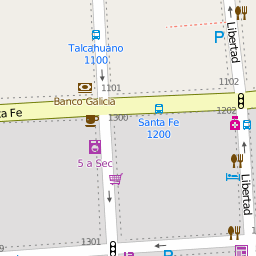 Libertad
P
Talcahuano
1100
1101
1102
Banco Galicia
ta Fe
1300
Santa Fe
1200
1202
5 a Sec
Libertad
1301
P